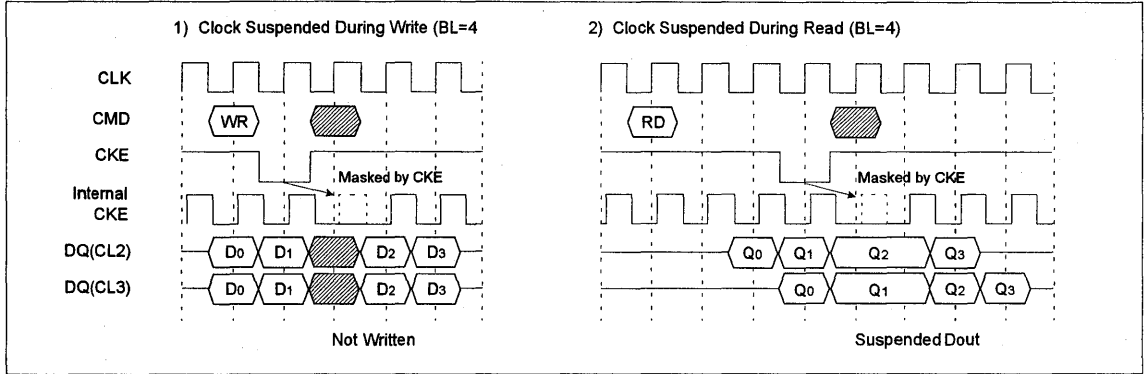 1) Clock Suspended During Write (BL=4
2) Clock Suspended During Read (BL=4)
CLK
CMD
WR
RD
CKE
Masked by CKE
Masked by CKE
Internal
CKE
DQ(CL2)
D0 D1 D2 D3
Q0 Q1 Q2 Q3
DQ(CL3)
D0 D1 D2 D3
Q0 Q1 Q2 Q3
Not Written
Suspended Dout